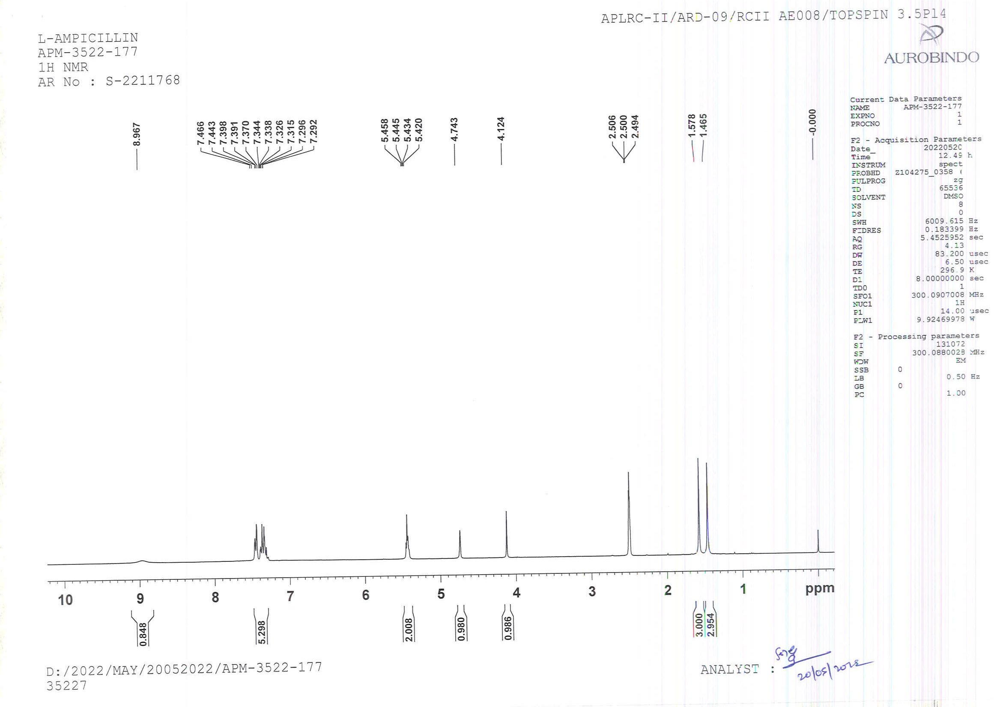 APLRC-II/ARD-09/RCII AE008/TOPSPIN 3.5Pl4
AUROBINDO
L-AMPICILLIN
APM-3522-177
1H NMR
AR No : S-2211768
8.967
7.466
7.443
7.398
7.391
7.370
7.344
7.338
7.326
7.315
7.296
7.292
5.458
5.445
5.434
5.420
4.743
4.124
2.506
2.500
2.494
1.578
1.465
-0.000
Current Data Parameters
NAME APM-3522-177
EXPNO 1
PROCNO 1
F2 - Acquisition Parameters
Date_ 20220520
Time 12.49 h
INSTRUM spect
PROBHD Z104275_0358 (
PULPROG zg
TD 65536
SOLVENT DMSO
NS 8
DS 0
SWH 6009.615 Hz
FIDRES 0.183399 Hz
AQ 5.4525952 sec
RG 4.13
DW 83.200 usec
DE 6.50 usec
TE 296.9 K
D1 8.00000000 sec
TD0 1
SFO1 300.0907008 MHz
NUC1 1H
P1 14.00 usec
PLW1 9.92469978 W
F2 - Processing parameters
SI 131072
SF 300.0880028 MHz
WDW EM
SSB 0
LB 0.50 Hz
GB 0
PC 1.00
10 9 8 7 6 5 4 3 2 1 ppm
0.848
5.298
2.008
0.980
0.986
3.000
2.954
D:/2022/MAY/20052022/APM-3522-177
35227
ANALYST :
20/05/2022